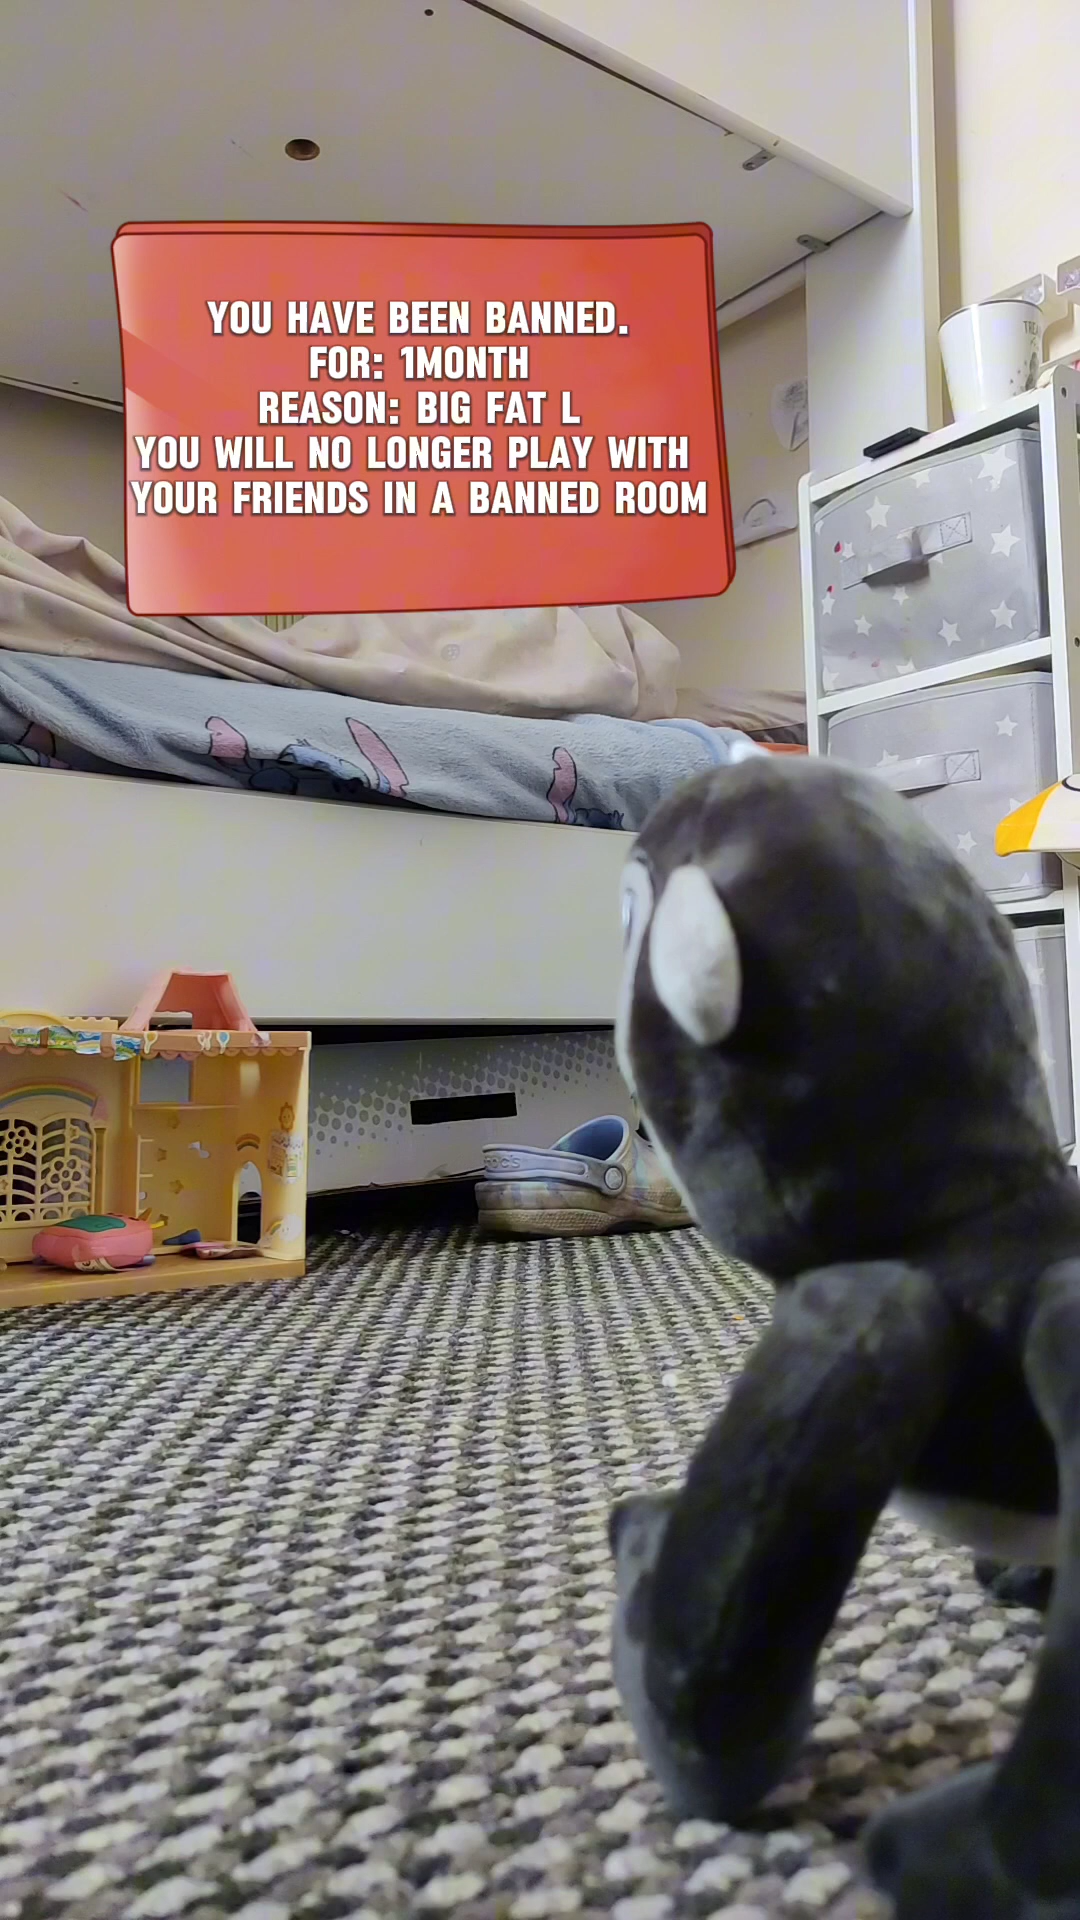 YOU HAVE BEEN BANNED.
FOR: 1MONTH
REASON: BIG FAT L
YOU WILL NO LONGER PLAY WITH
YOUR FRIENDS IN A BANNED ROOM